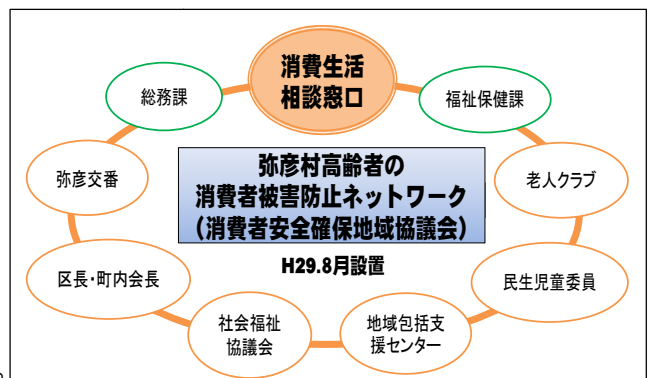 消費生活
相談窓口
総務課
福祉保健課
弥彦交番
弥彦村高齢者の
消費者被害防止ネットワーク
（消費者安全確保地域協議会）
老人クラブ
H29.8月設置
区長・町内会長
民生児童委員
社会福祉
協議会
地域包括支
援センター